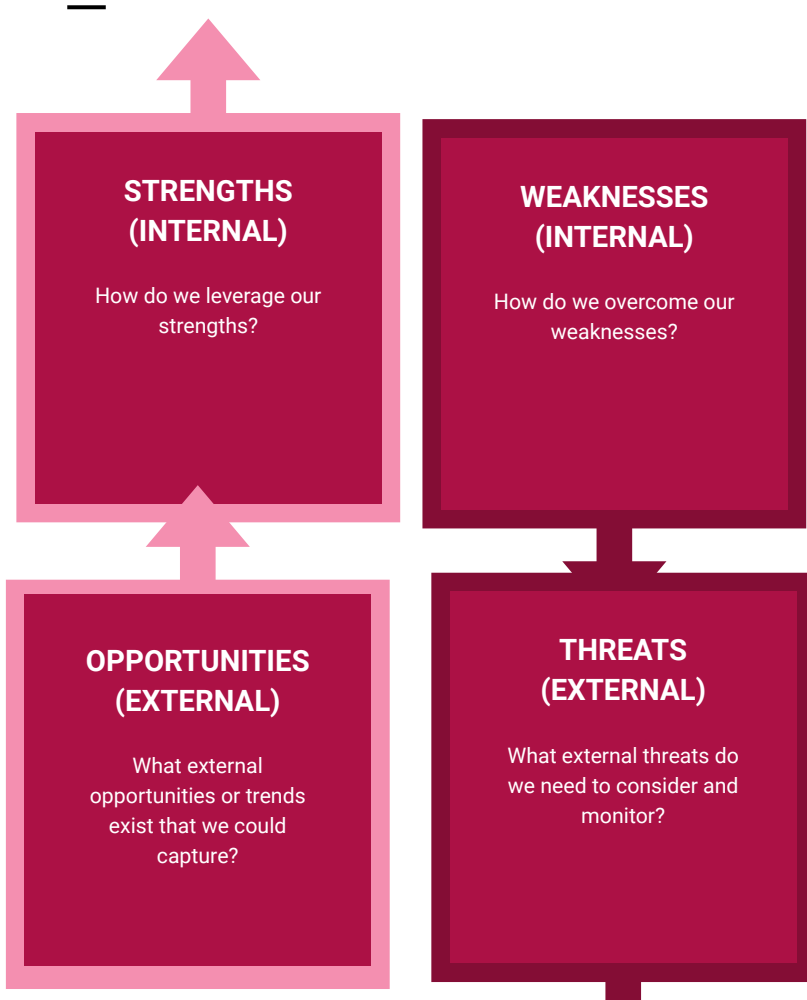 STRENGTHS
(INTERNAL)
How do we leverage our
strengths?
WEAKNESSES
(INTERNAL)
How do we overcome our
weaknesses?
OPPORTUNITIES
(EXTERNAL)
What external
opportunities or trends
exist that we could
capture?
THREATS
(EXTERNAL)
What external threats do
we need to consider and
monitor?